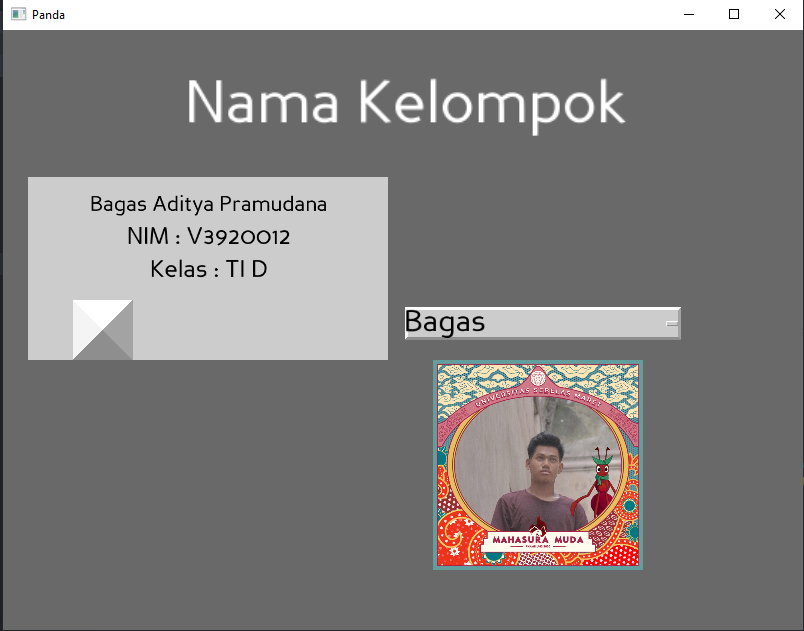 Panda
Nama Kelompok
Bagas Aditya Pramudana
NIM : V3920012
Kelas : TI D
Bagas
UNIVERSITAS SEBELAS MARET
MAHASURA MUDA